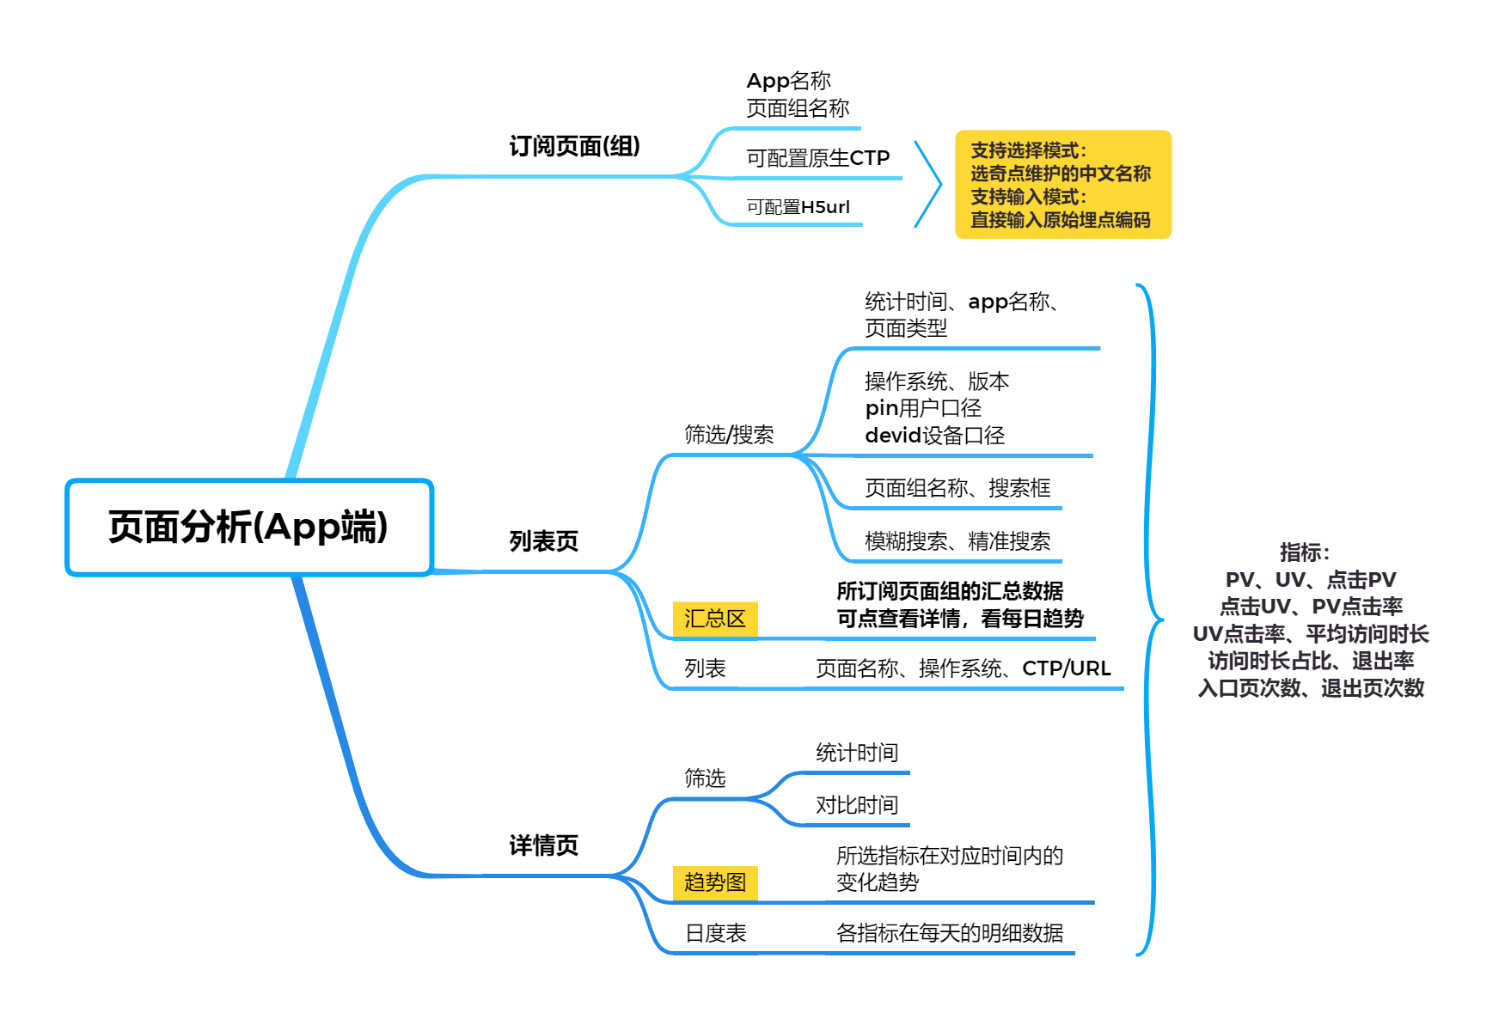 页面分析(App端)
订阅页面(组)
App名称
页面组名称
可配置原生CTP
可配置H5url
支持选择模式：
选奇点维护的中文名称
支持输入模式：
直接输入原始埋点编码
列表页
筛选/搜索
统计时间、app名称、
页面类型
操作系统、版本
pin用户口径
devid设备口径
页面组名称、搜索框
模糊搜索、精准搜索
汇总区
所订阅页面组的汇总数据
可点查看详情，看每日趋势
列表
页面名称、操作系统、CTP/URL
详情页
筛选
统计时间
对比时间
趋势图
所选指标在对应时间内的
变化趋势
日度表
各指标在每天的明细数据
指标：
PV、UV、点击PV
点击UV、PV点击率
UV点击率、平均访问时长
访问时长占比、退出率
入口页次数、退出页次数